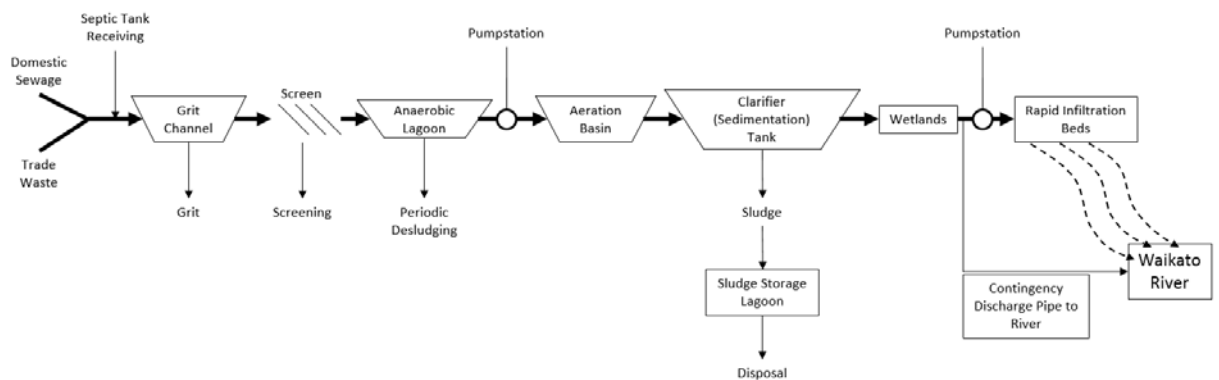 Septic Tank
Receiving
Domestic
Sewage
Trade
Waste
Grit
Channel
Grit
Screen
Screening
Anaerobic
Lagoon
Periodic
Desludging
Pumpstation
Aeration
Basin
Clarifier
(Sedimentation)
Tank
Sludge
Sludge Storage
Lagoon
Disposal
Wetlands
Pumpstation
Rapid Infiltration
Beds
Waikato
River
Contingency
Discharge Pipe to
River